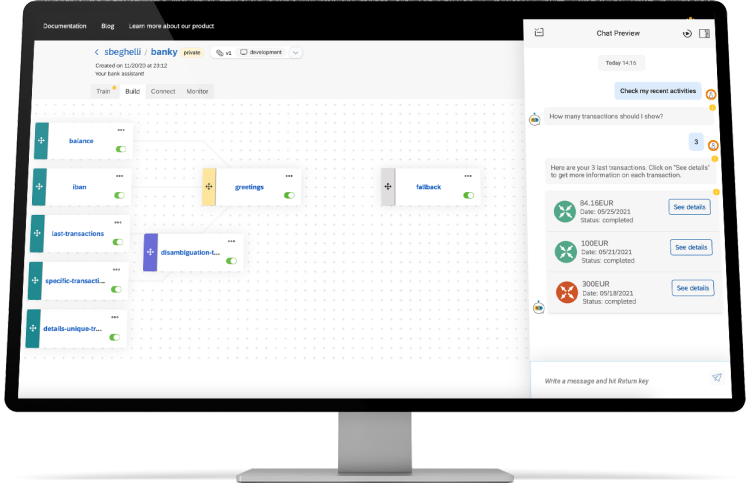 Documentation Blog Learn more about our product
sbeghelli / banky private v1 development
Created on 11/20/20 at 23:12
Your bank assistant!
Train Build Connect Monitor
balance
iban
last-transactions
specific-transacti...
details-unique-tr...
greetings
disambiguation-t...
fallback
Chat Preview
Today 14:16
Check my recent activities
How many transactions should I show?
3
Here are your 3 last transactions. Click on "See details"
to get more information on each transaction.
84.16EUR
Date: 05/25/2021
Status: completed
See details
100EUR
Date: 05/21/2021
Status: completed
See details
300EUR
Date: 05/18/2021
Status: completed
See details
Write a message and hit Return key